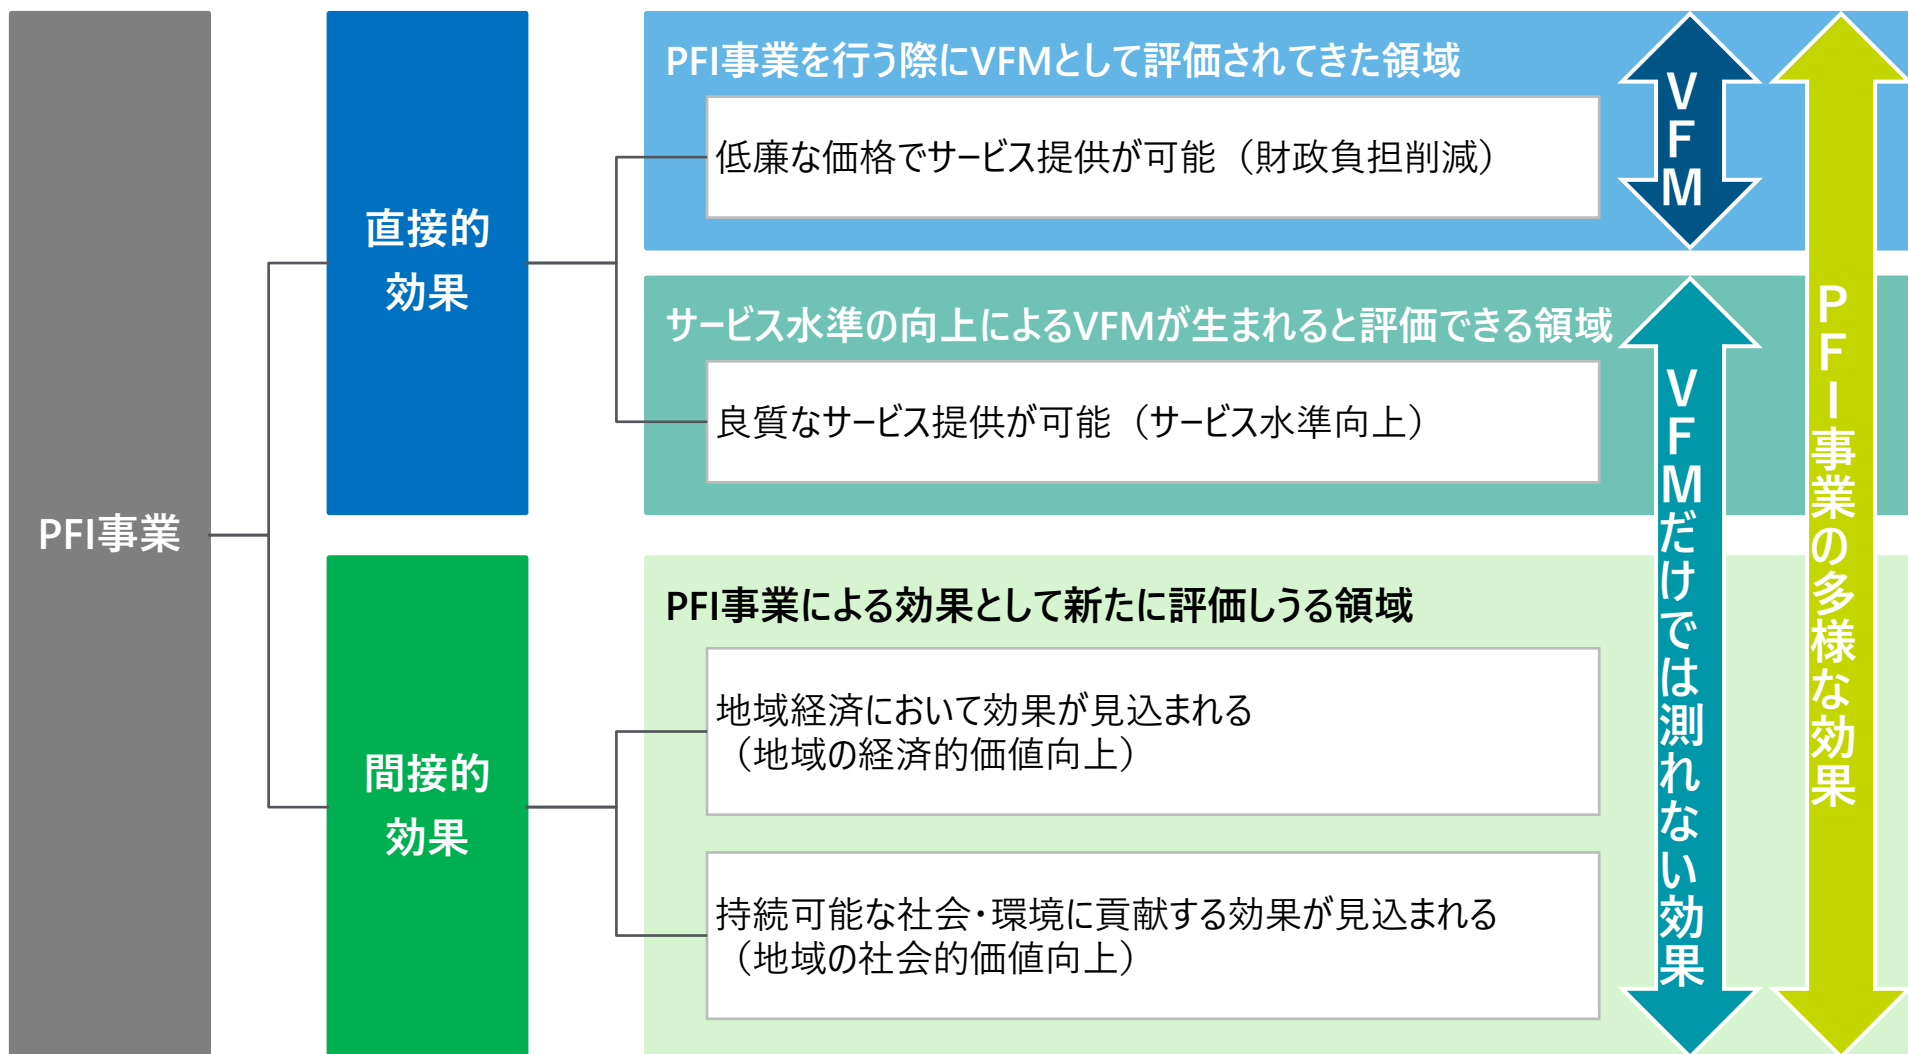 PFI事業
直接的
効果
間接的
効果
PFI事業を行う際にVFMとして評価されてきた領域
低廉な価格でサービス提供が可能（財政負担削減）
サービス水準の向上によるVFMが生まれると評価できる領域
良質なサービス提供が可能（サービス水準向上）
PFI事業による効果として新たに評価しうる領域
地域経済において効果が見込まれる
（地域の経済的価値向上）
持続可能な社会・環境に貢献する効果が見込まれる
（地域の社会的価値向上）
VFM
VFMだけでは測れない効果
PFI事業の多様な効果